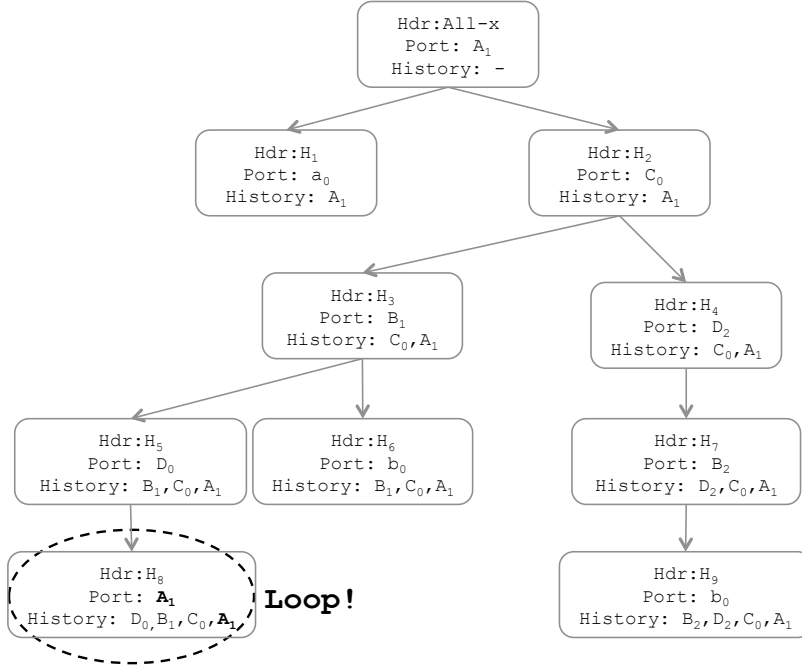 Hdr:All-x
Port: A₁
History: -
Hdr:H₁
Port: a₀
History: A₁
Hdr:H₂
Port: C₀
History: A₁
Hdr:H₃
Port: B₁
History: C₀,A₁
Hdr:H₄
Port: D₂
History: C₀,A₁
Hdr:H₅
Port: D₀
History: B₁,C₀,A₁
Hdr:H₆
Port: b₀
History: B₁,C₀,A₁
Hdr:H₇
Port: B₂
History: D₂,C₀,A₁
Hdr:H₈
Port: A₁
History: D₀,B₁,C₀,A₁
Loop!
Hdr:H₉
Port: b₀
History: B₂,D₂,C₀,A₁